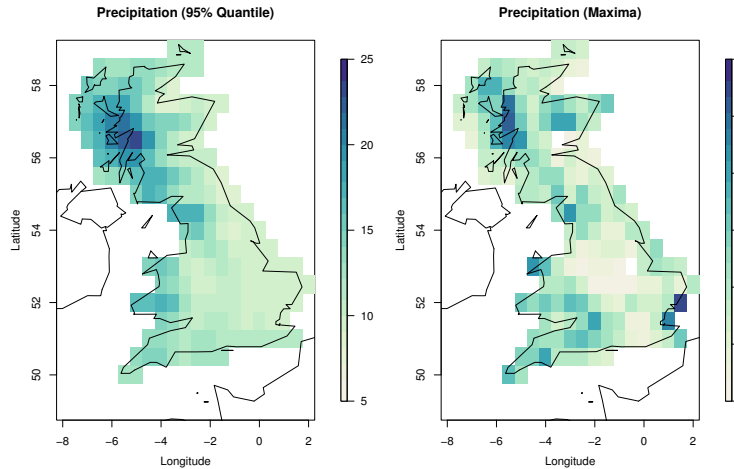 Precipitation (95% Quantile)
Latitude
58
56
54
52
50
-8 -6 -4 -2 0 2
Longitude
25
20
15
10
5
Precipitation (Maxima)
Latitude
58
56
54
52
50
-8 -6 -4 -2 0 2
Longitude